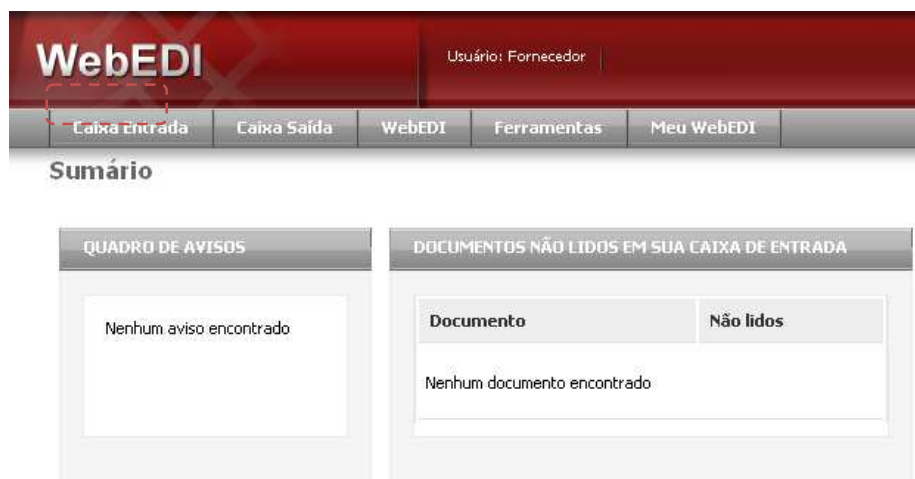 WebEDI
Usuário: Fornecedor
Caixa Entrada Caixa Saída WebEDI Ferramentas Meu WebEDI
Sumário
QUADRO DE AVISOS
Nenhum aviso encontrado
DOCUMENTOS NÃO LIDOS EM SUA CAIXA DE ENTRADA
Documento Não lidos
Nenhum documento encontrado